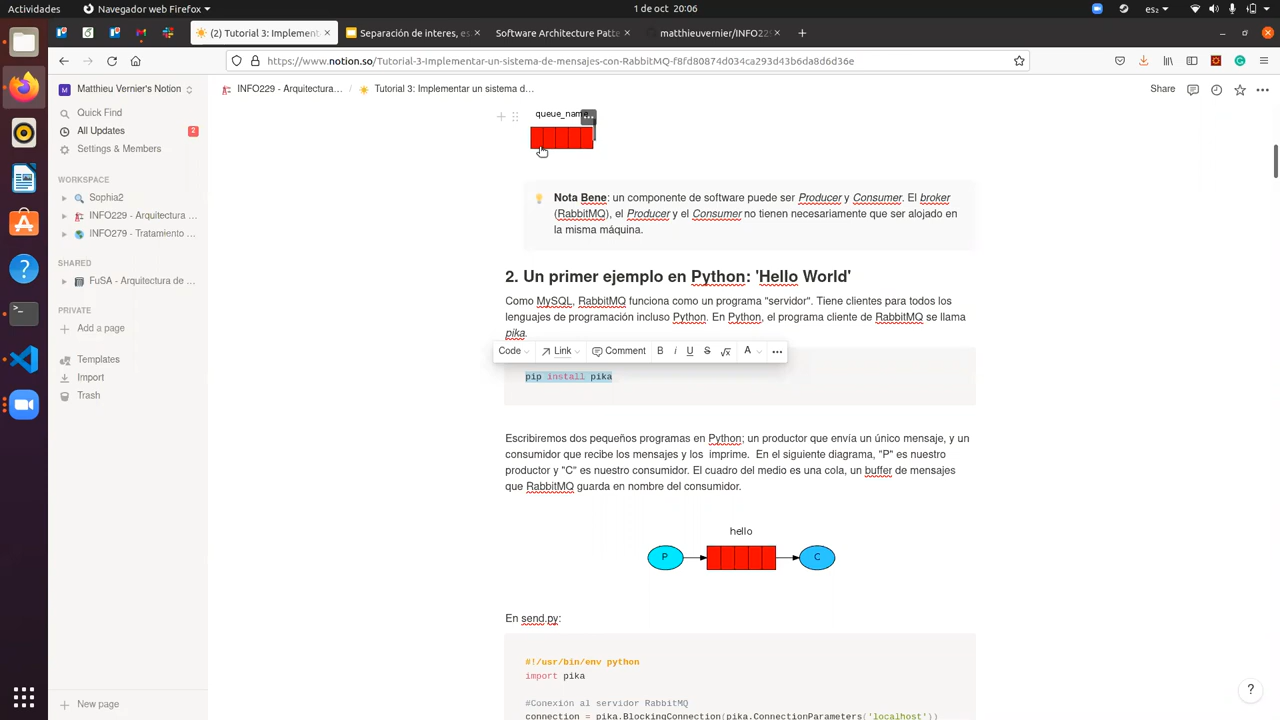 Actividades
Navegador web Firefox
1 de oct 20:06
es₂
(2) Tutorial 3: Implement
Separación de interes, es
Software Architecture Patte
matthieuvernier/INFO229
https://www.notion.so/Tutorial-3-Implementar-un-sistema-de-mensajes-con-RabbitMQ-f8fd80874d034ca293d43b6da8d6d36e
Matthieu Vernier's Notion
INFO229 - Arquitectura... / Tutorial 3: Implementar un sistema d...
Share
Quick Find
All Updates 2
Settings & Members
WORKSPACE
Sophia2
INFO229 - Arquitectura ...
INFO279 - Tratamiento ...
SHARED
FuSA - Arquitectura de ...
PRIVATE
Add a page
Templates
Import
Trash
New page
queue_name
Nota Bene: un componente de software puede ser Producer y Consumer. El broker
(RabbitMQ), el Producer y el Consumer no tienen necesariamente que ser alojado en
la misma máquina.
2. Un primer ejemplo en Python: 'Hello World'
Como MySQL, RabbitMQ funciona como un programa "servidor". Tiene clientes para todos los
lenguajes de programación incluso Python. En Python, el programa cliente de RabbitMQ se llama
pika.
Code Link Comment B i U S √x A
pip install pika
Escribiremos dos pequeños programas en Python; un productor que envía un único mensaje, y un
consumidor que recibe los mensajes y los imprime. En el siguiente diagrama, "P" es nuestro
productor y "C" es nuestro consumidor. El cuadro del medio es una cola, un buffer de mensajes
que RabbitMQ guarda en nombre del consumidor.
hello
P C
En send.py:
#!/usr/bin/env python
import pika
#Conexión al servidor RabbitMQ
connection = pika.BlockingConnection(pika.ConnectionParameters('localhost'))
?